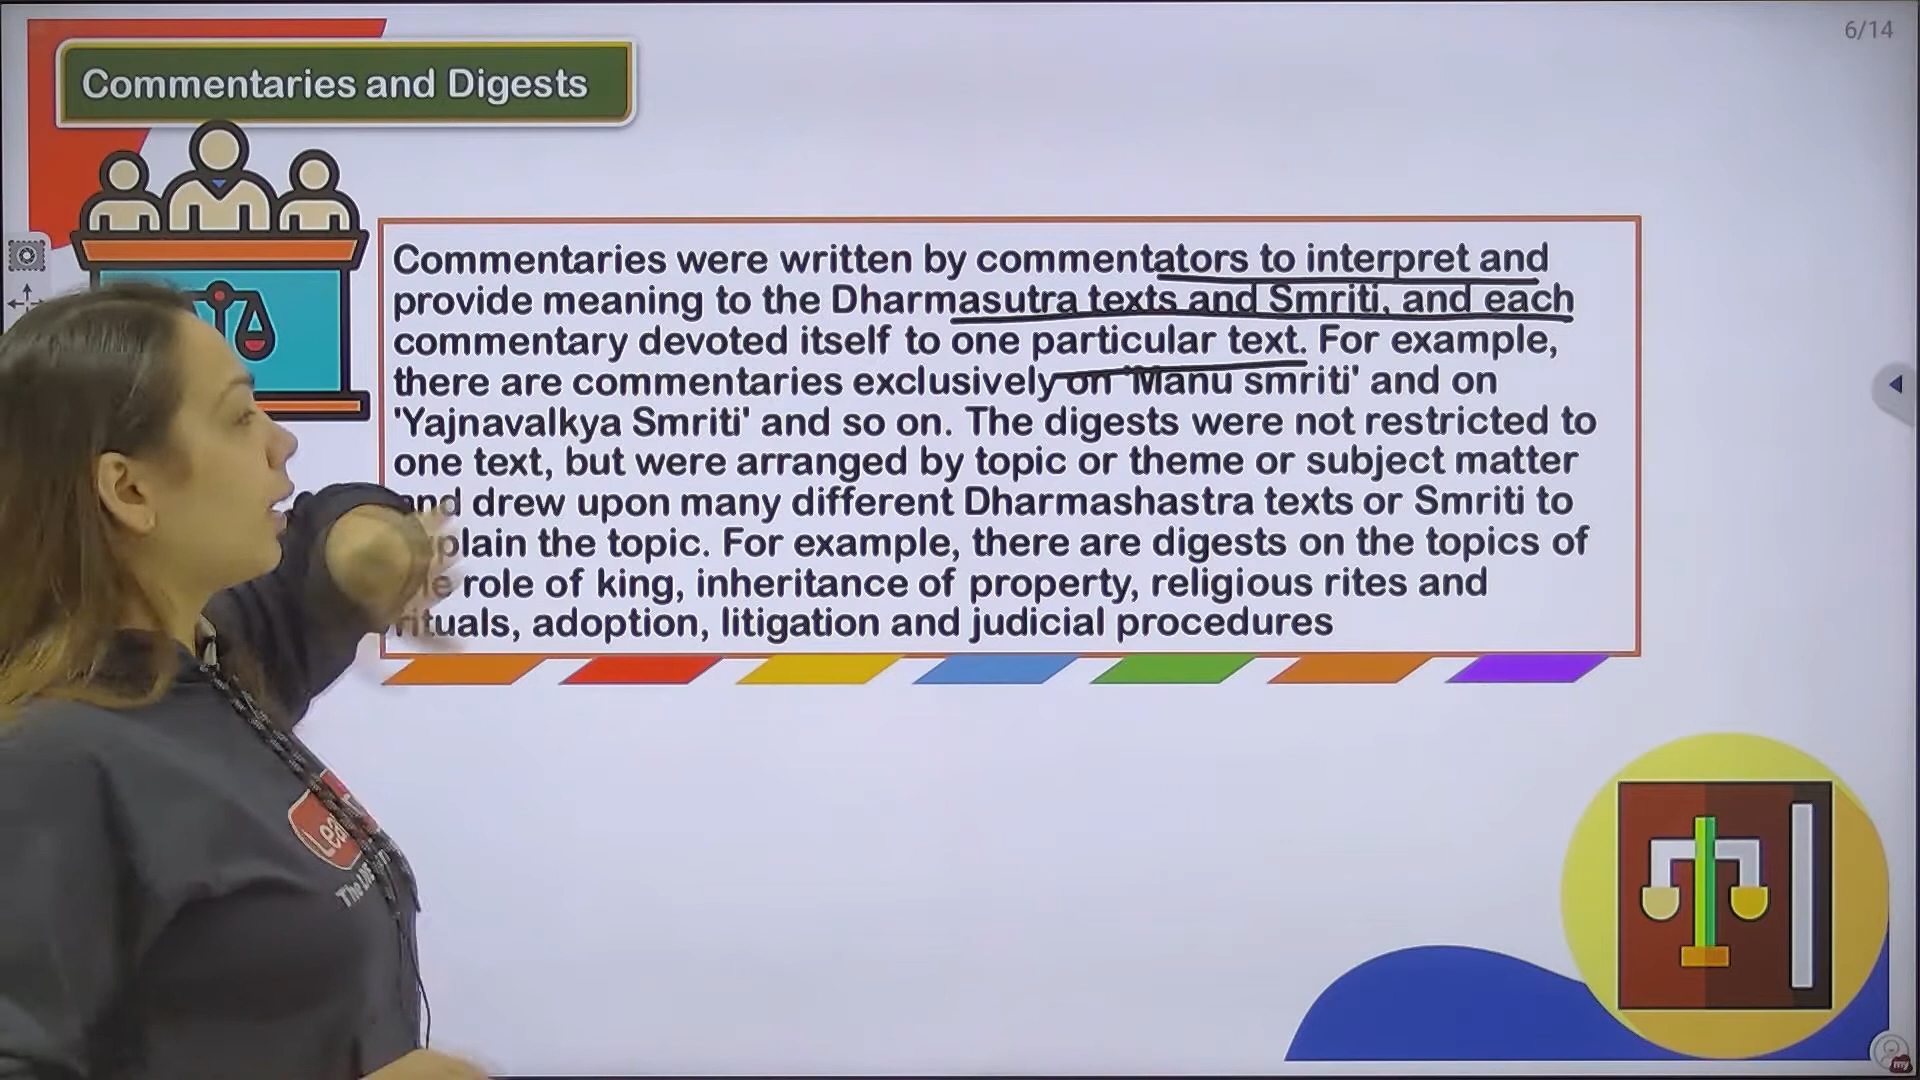 6/14
Commentaries and Digests
Commentaries were written by commentators to interpret and
provide meaning to the Dharmasutra texts and Smriti, and each
commentary devoted itself to one particular text. For example,
there are commentaries exclusively on 'Manu smriti' and on
'Yajnavalkya Smriti' and so on. The digests were not restricted to
one text, but were arranged by topic or theme or subject matter
and drew upon many different Dharmashastra texts or Smriti to
plain the topic. For example, there are digests on the topics of
role of king, inheritance of property, religious rites and
rituals, adoption, litigation and judicial procedures
The